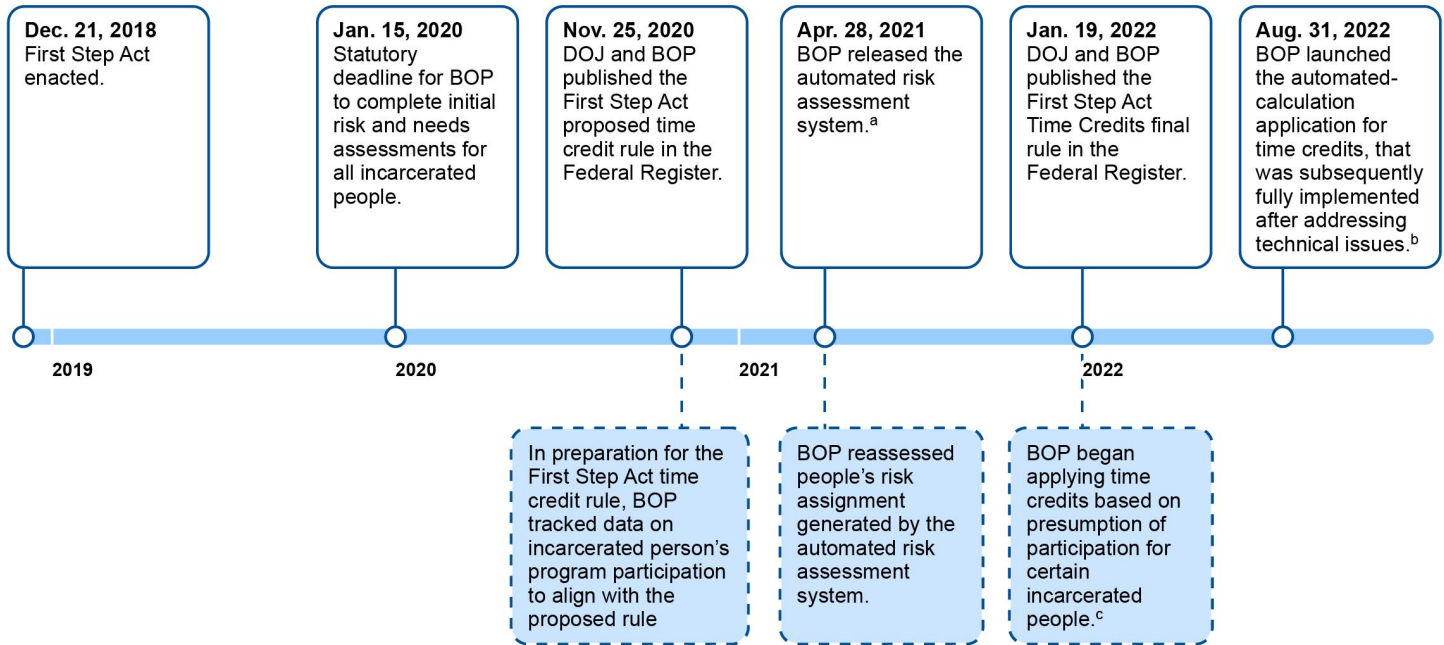 Dec. 21, 2018
First Step Act
enacted.
Jan. 15, 2020
Statutory
deadline for BOP
to complete initial
risk and needs
assessments for
all incarcerated
people.
Nov. 25, 2020
DOJ and BOP
published the
First Step Act
proposed time
credit rule in the
Federal Register.
Apr. 28, 2021
BOP released the
automated risk
assessment
system.a
Jan. 19, 2022
DOJ and BOP
published the
First Step Act
Time Credits final
rule in the
Federal Register.
Aug. 31, 2022
BOP launched
the automated-
calculation
application for
time credits, that
was subsequently
fully implemented
after addressing
technical issues.b
2019
2020
2021
2022
In preparation for the
First Step Act time
credit rule, BOP
tracked data on
incarcerated person’s
program participation
to align with the
proposed rule
BOP reassessed
people’s risk
assignment
generated by the
automated risk
assessment
system.
BOP began
applying time
credits based on
presumption of
participation for
certain
incarcerated
people.c